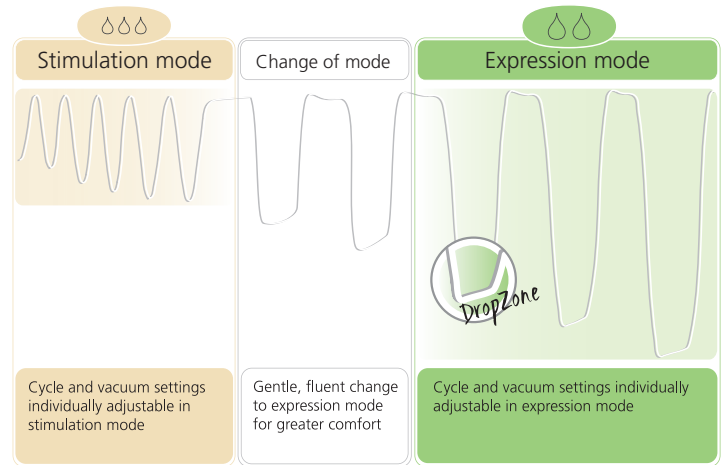 Stimulation mode
Change of mode
Expression mode
DropZone
Cycle and vacuum settings
individually adjustable in
stimulation mode
Gentle, fluent change
to expression mode
for greater comfort
Cycle and vacuum settings individually
adjustable in expression mode